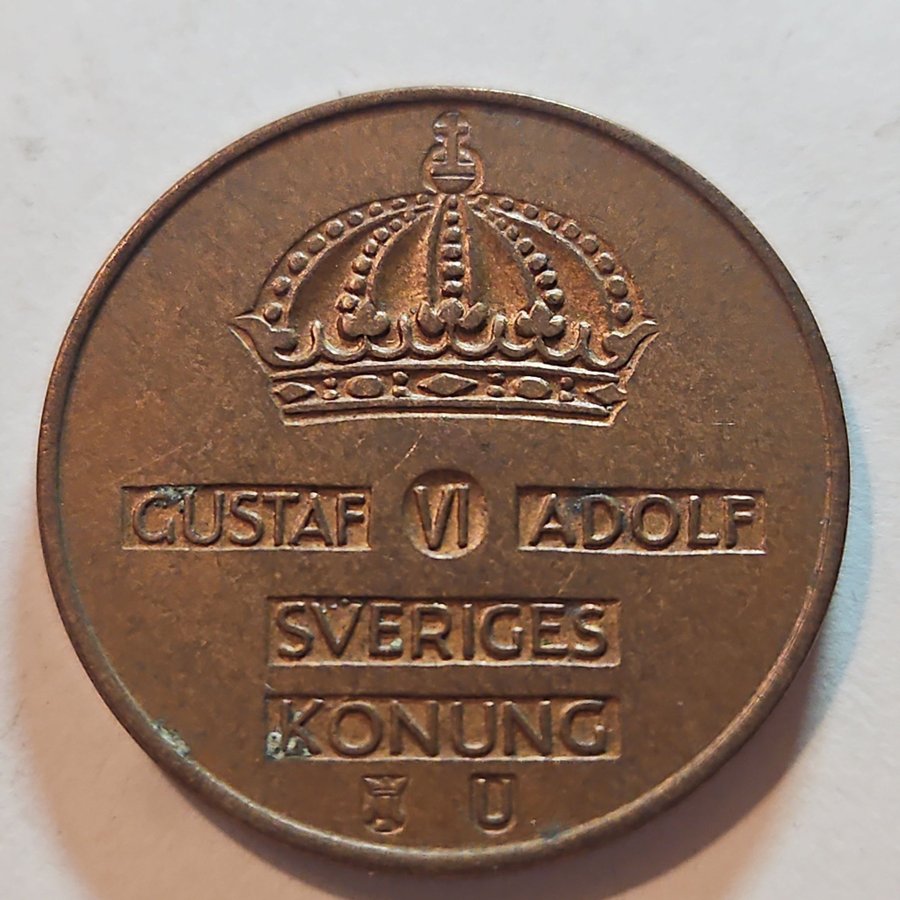 GUSTAF VI ADOLF
SVERIGES
KONUNG
U